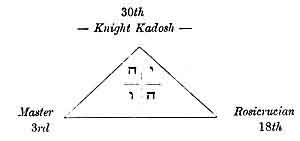 30th
— Knight Kadosh —
י ה
ה ו
Master
3rd
Rosicrucian
18th